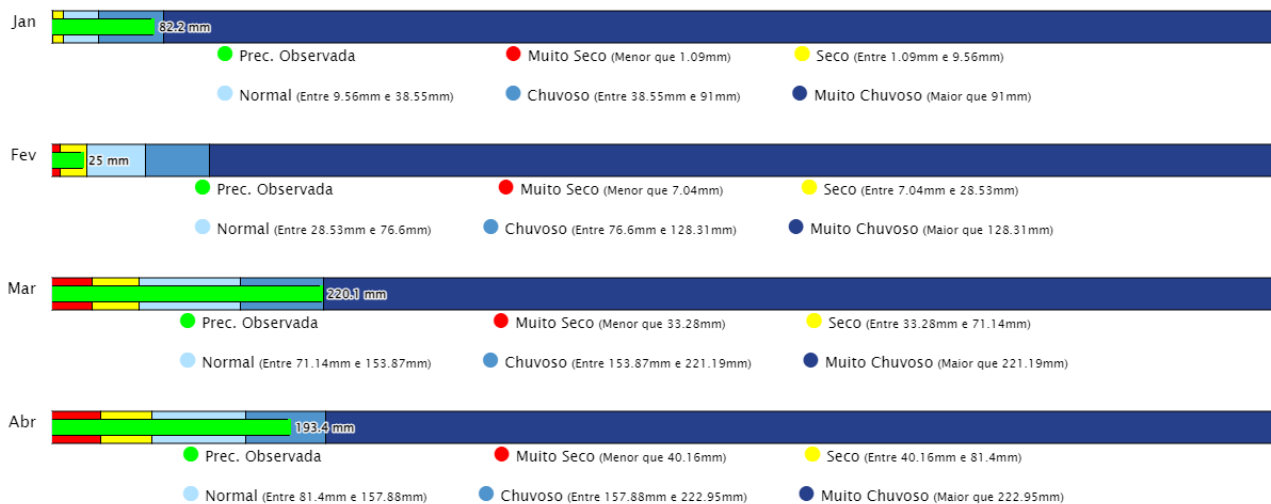 Jan 82.2 mm
Prec. Observada Muito Seco (Menor que 1.09mm) Seco (Entre 1.09mm e 9.56mm)
Normal (Entre 9.56mm e 38.55mm) Chuvoso (Entre 38.55mm e 91mm) Muito Chuvoso (Maior que 91mm)
Fev 25 mm
Prec. Observada Muito Seco (Menor que 7.04mm) Seco (Entre 7.04mm e 28.53mm)
Normal (Entre 28.53mm e 76.6mm) Chuvoso (Entre 76.6mm e 128.31mm) Muito Chuvoso (Maior que 128.31mm)
Mar 220.1 mm
Prec. Observada Muito Seco (Menor que 33.28mm) Seco (Entre 33.28mm e 71.14mm)
Normal (Entre 71.14mm e 153.87mm) Chuvoso (Entre 153.87mm e 221.19mm) Muito Chuvoso (Maior que 221.19mm)
Abr 193.4 mm
Prec. Observada Muito Seco (Menor que 40.16mm) Seco (Entre 40.16mm e 81.4mm)
Normal (Entre 81.4mm e 157.88mm) Chuvoso (Entre 157.88mm e 222.95mm) Muito Chuvoso (Maior que 222.95mm)